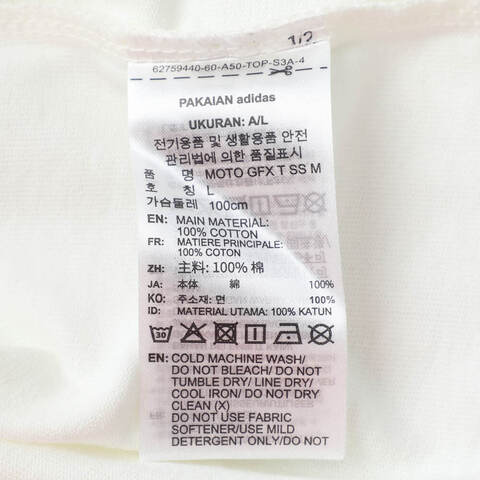 1/2
62759440-60-A50-TOP-S3A-4
PAKAIAN adidas
UKURAN: A/L
전기용품 및 생활용품 안전
관리법에 의한 품질표시
품 명 MOTO GFX T SS M
호 칭 L
가슴둘레 100cm
EN: MAIN MATERIAL:
100% COTTON
FR: MATIERE PRINCIPALE:
100% COTON
ZH: 主料: 100% 棉
JA: 本体 綿 100%
KO: 주소재: 면 100%
ID: MATERIAL UTAMA: 100% KATUN
30
EN: COLD MACHINE WASH/
DO NOT BLEACH/ DO NOT
TUMBLE DRY/ LINE DRY/
COOL IRON/ DO NOT DRY
CLEAN (X)
DO NOT USE FABRIC
SOFTENER/USE MILD
DETERGENT ONLY/DO NOT